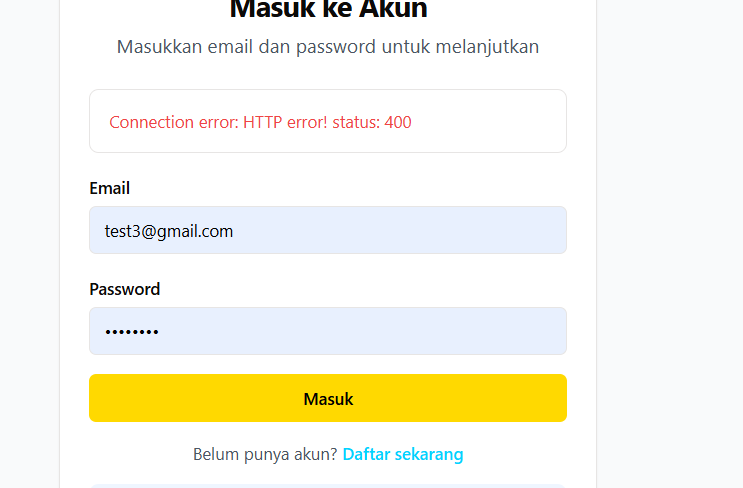 Masuk ke Akun
Masukkan email dan password untuk melanjutkan
Connection error: HTTP error! status: 400
Email
test3@gmail.com
Password
••••••••
Masuk
Belum punya akun? Daftar sekarang